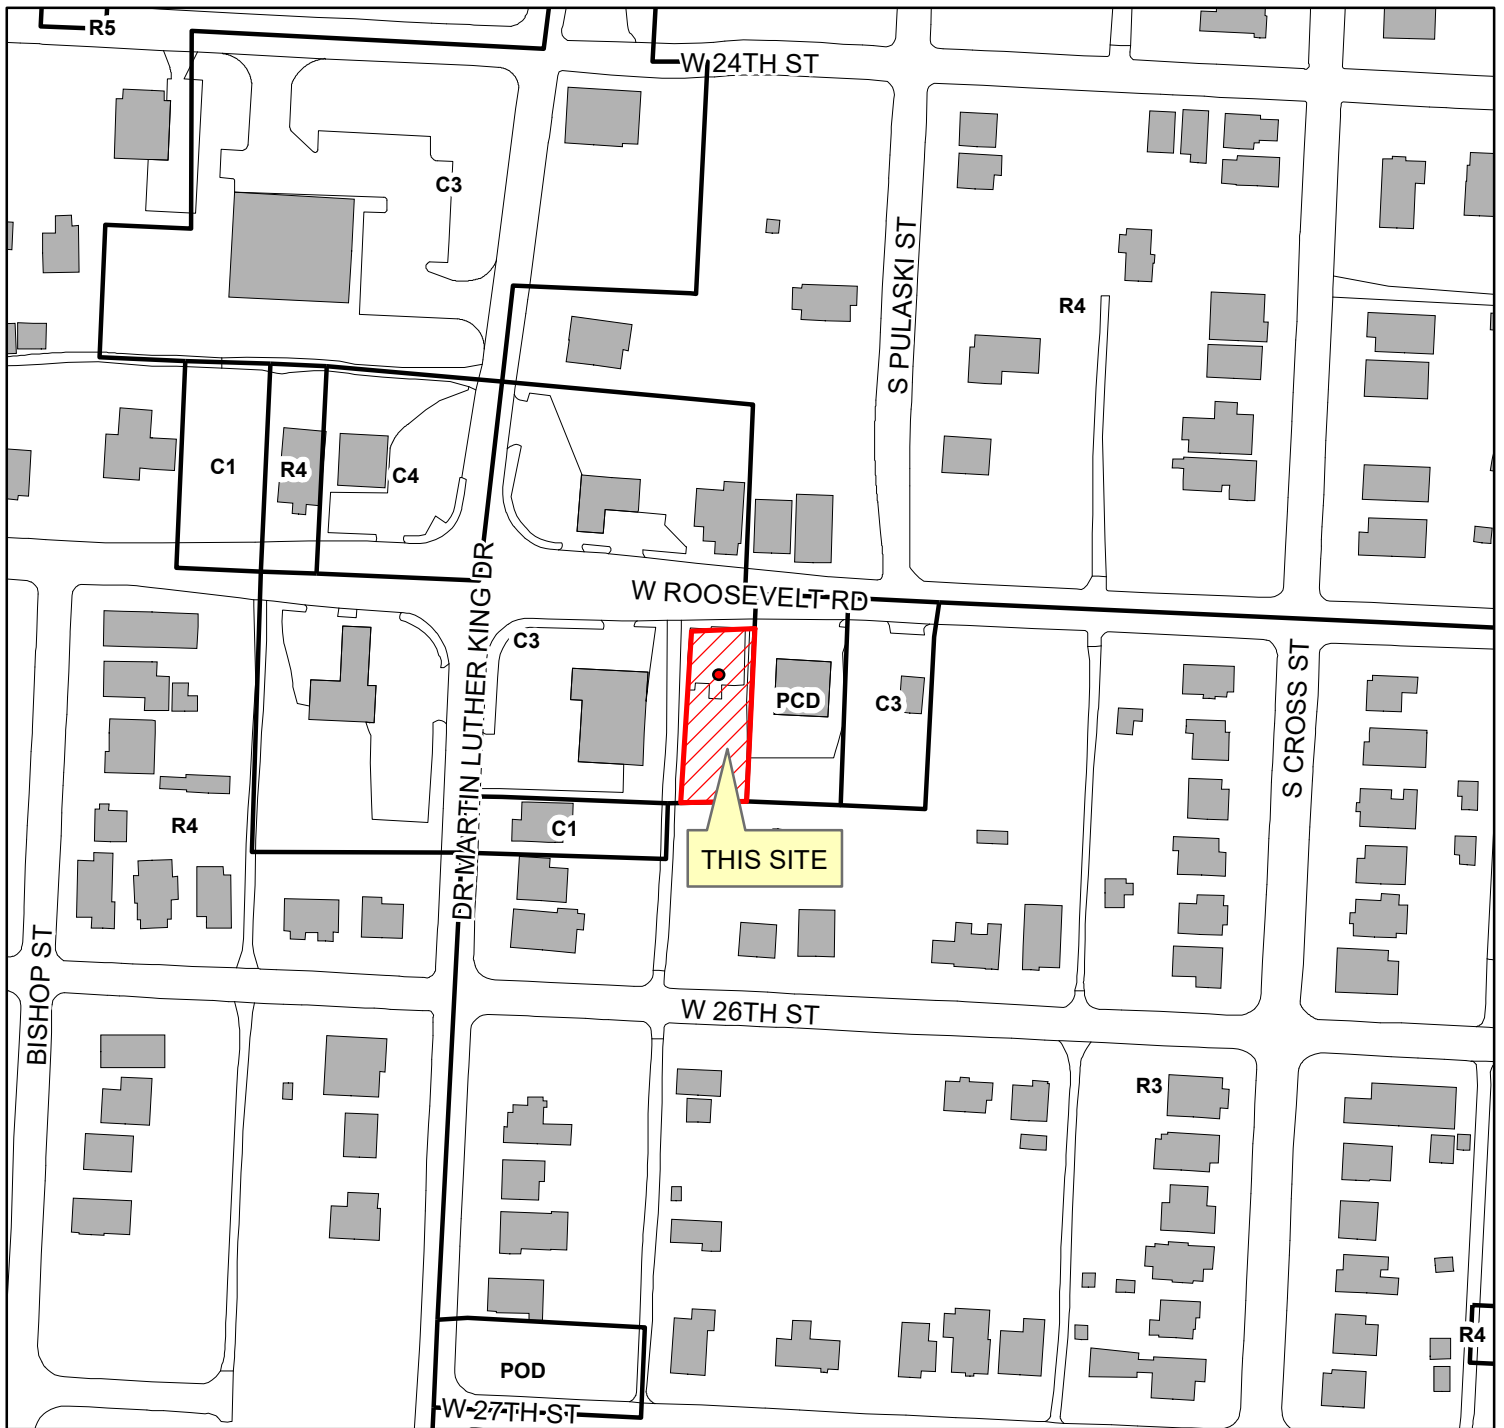 R5
W 24TH ST
C3
S PULASKI ST
R4
C1
R4
C4
W ROOSEVELT RD
DR MARTIN LUTHER KING DR
C3
PCD
C3
S CROSS ST
R4
C1
THIS SITE
BISHOP ST
W 26TH ST
R3
R4
POD
W 27TH ST